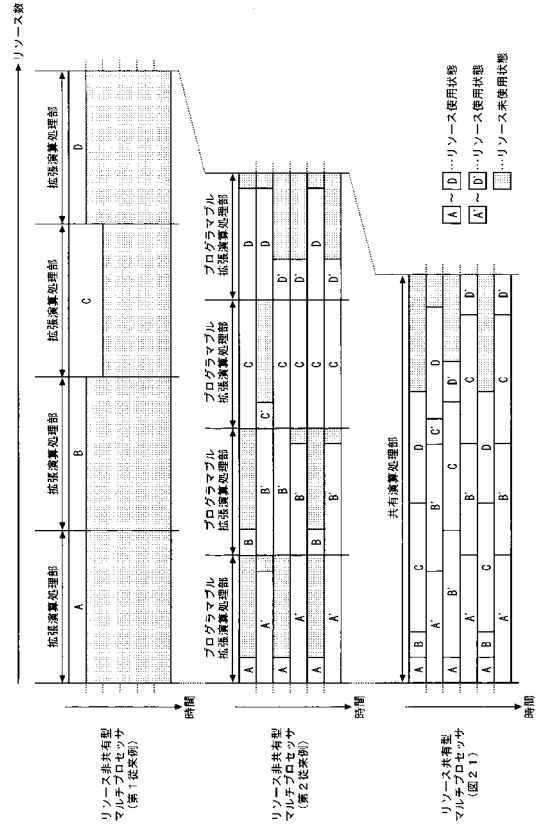 リソース数
拡張演算処理部 拡張演算処理部 拡張演算処理部 拡張演算処理部
A B C D
リソース非共有型
マルチプロセッサ
(第1従来例)
時間
プログラマブル 拡張演算処理部
プログラマブル 拡張演算処理部
プログラマブル 拡張演算処理部
プログラマブル 拡張演算処理部
A B C D
A' B' C' D
A B' C D'
A' B' C D'
A B C D
A' B' C D'
リソース非共有型
マルチプロセッサ
(第2従来例)
時間
共有演算処理部
A B C D
A' B' C' D
A B' C D'
A' B' C D'
A B C D
A' B' C D'
リソース共有型
マルチプロセッサ
(図21)
時間
A ~ D …リソース使用状態
A' ~ D' …リソース使用状態
…リソース未使用状態